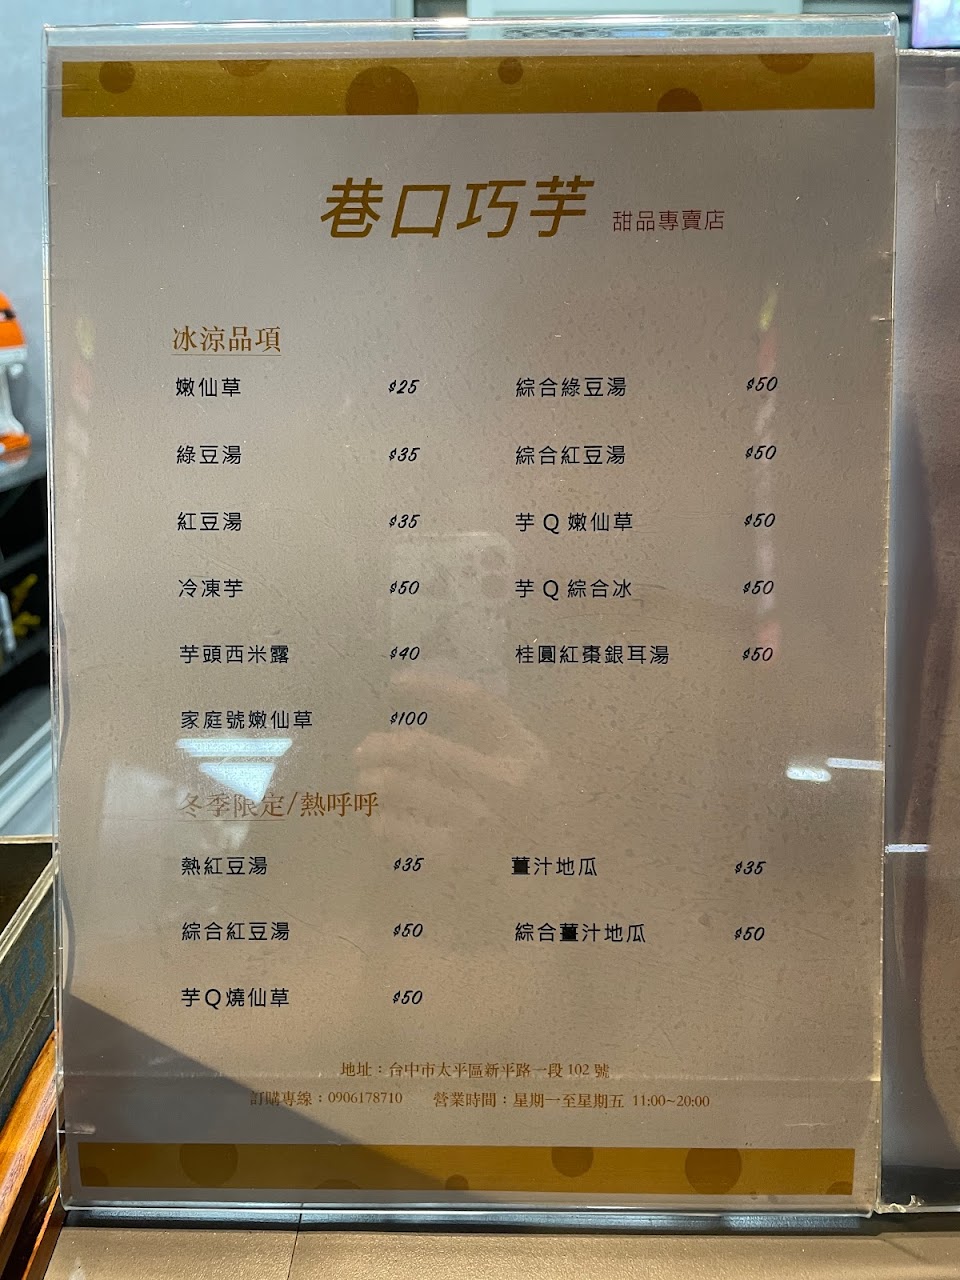 巷口巧芋 甜品專賣店
冰涼品項
嫩仙草 $25 綜合綠豆湯 $50
綠豆湯 $35 綜合紅豆湯 $50
紅豆湯 $35 芋Q嫩仙草 $50
冷凍芋 $50 芋Q綜合冰 $50
芋頭西米露 $40 桂圓紅棗銀耳湯 $50
家庭號嫩仙草 $100
冬季限定/熱呼呼
熱紅豆湯 $35 薑汁地瓜 $35
綜合紅豆湯 $50 綜合薑汁地瓜 $50
芋Q燒仙草 $50
地址：台中市太平區新平路一段 102 號
訂購專線：0906178710 營業時間：星期一至星期五 11:00~20:00